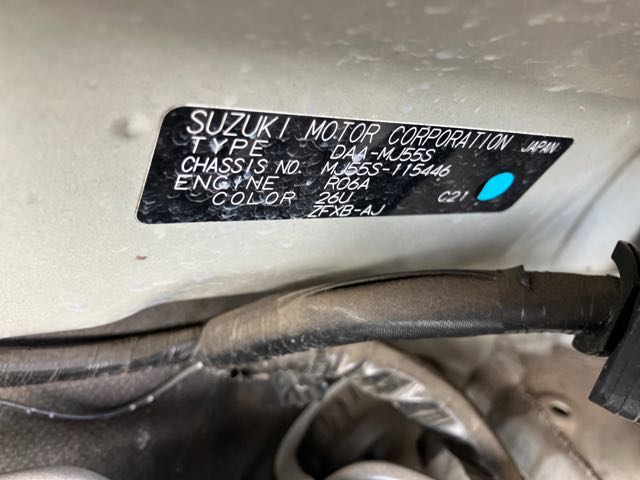 SUZUKI MOTOR CORPORATION JAPAN
TYPE DAA-MJ55S
CHASSIS NO. MJ55S-115446
ENGINE R06A
COLOR 26U C21
ZFXB-AJ